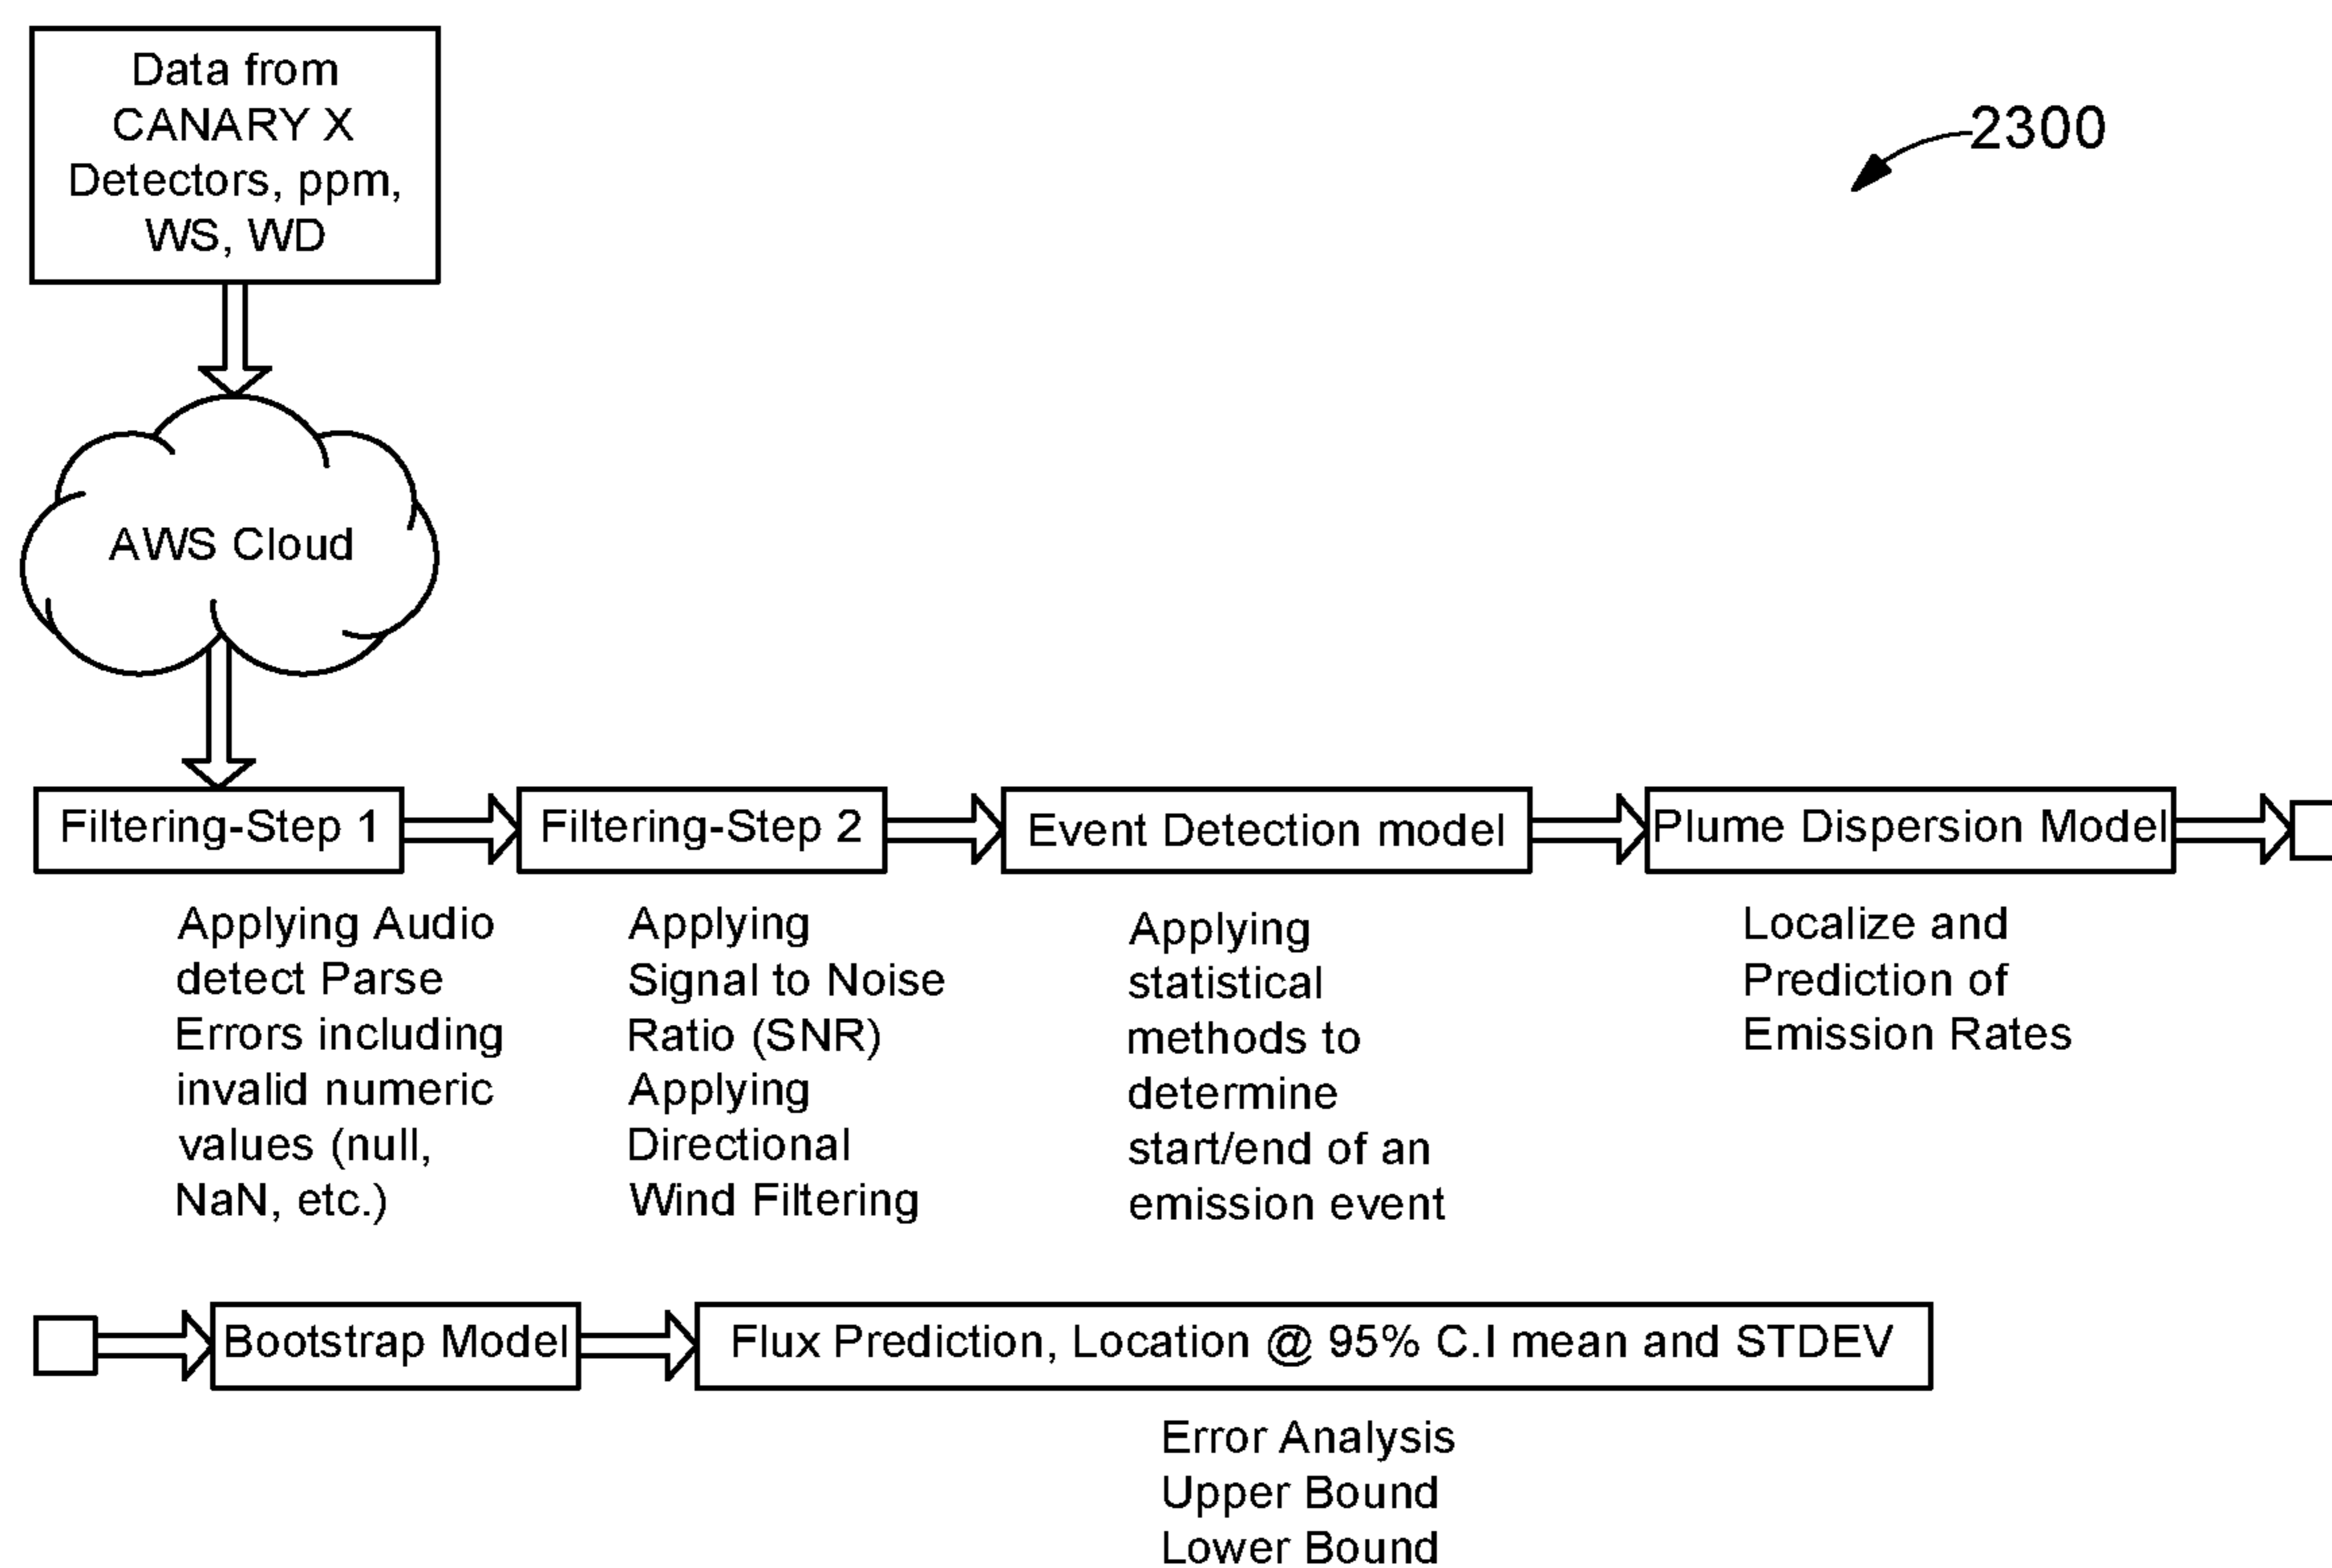 Data from
CANARY X
Detectors, ppm,
WS, WD
2300
AWS Cloud
Filtering-Step 1
Filtering-Step 2
Event Detection model
Plume Dispersion Model
Applying Audio
detect Parse
Errors including
invalid numeric
values (null,
NaN, etc.)
Applying
Signal to Noise
Ratio (SNR)
Applying
Directional
Wind Filtering
Applying
statistical
methods to
determine
start/end of an
emission event
Localize and
Prediction of
Emission Rates
Bootstrap Model
Flux Prediction, Location @ 95% C.I mean and STDEV
Error Analysis
Upper Bound
Lower Bound